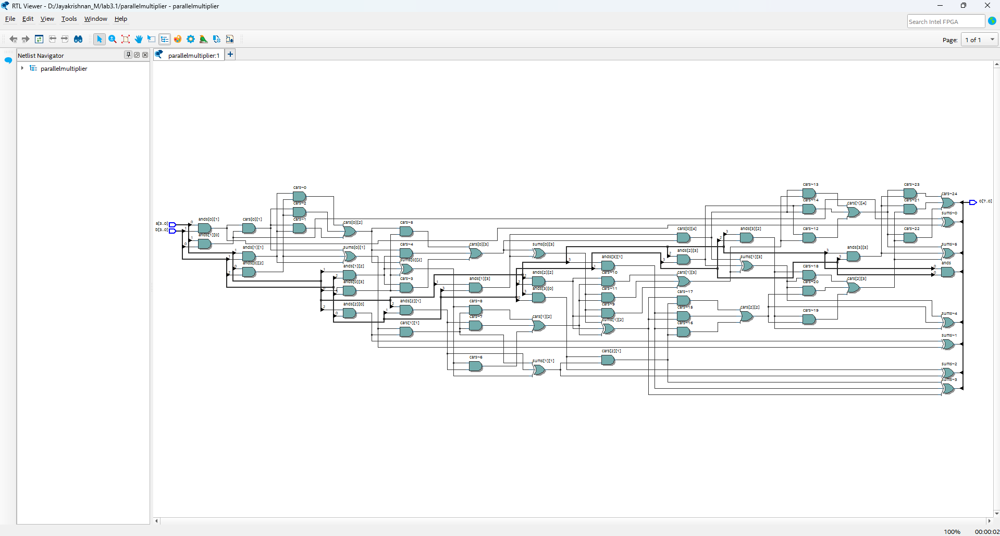 RTL Viewer - D:/Jayakrishnan_M/lab3.1/parallelmultiplier - parallelmultiplier
File Edit View Tools Window Help
Search Intel FPGA
Page: 1 of 1
Netlist Navigator
parallelmultiplier:1
parallelmultiplier
cars~0
cars~2
cars~1
cars~13
cars~14
cars[1][4]
cars~23
cars~21
cars~24
o[7..0]
sums~0
a[3..0]
b[3..0]
ands[0][1]
cars[0][1]
ands[1][0]
cars[0][2]
cars~5
cars[0][4]
ands[3][2]
cars~12
cars~22
ands[1][1]
sums[0][1]
cars~4
cars[0][3]
sums[0][3]
ands[2][3]
ands[3][3]
sums~5
ands[0][2]
sums[0][2]
ands[3][1]
sums[1][3]
ands
ands[1][2]
cars~3
ands[1][3]
ands[2][2]
cars~10
cars[1][3]
cars~18
cars[2][3]
ands[0][3]
ands[3][0]
cars~11
cars~20
ands[2][0]
ands[2][1]
cars~8
cars~9
cars~17
cars[2][2]
cars~19
sums~4
cars[1][1]
cars~7
cars[1][2]
sums[1][2]
cars~15
cars~16
sums~1
cars~6
sums[1][1]
cars[2][1]
sums~2
sums~3
100% 00:00:02